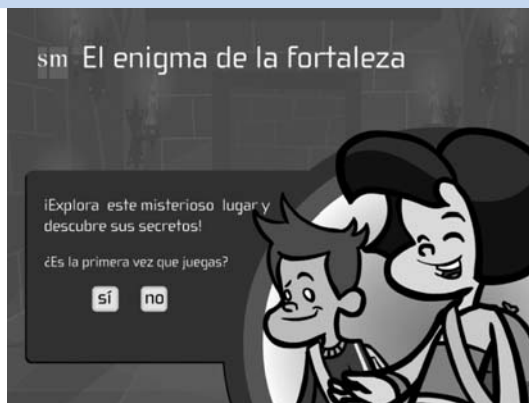 sm El enigma de la fortaleza
¡Explora este misterioso lugar y
descubre sus secretos!
¿Es la primera vez que juegas?
sí no